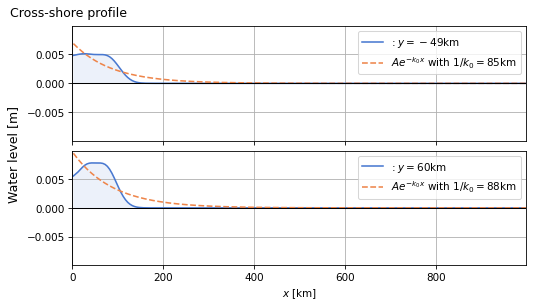 Cross-shore profile
0.005
0.000
−0.005
: y = −49km
Ae^{−k₀x} with 1/k₀ = 85km
Water level [m]
0.005
0.000
−0.005
: y = 60km
Ae^{−k₀x} with 1/k₀ = 88km
0 200 400 600 800
x [km]